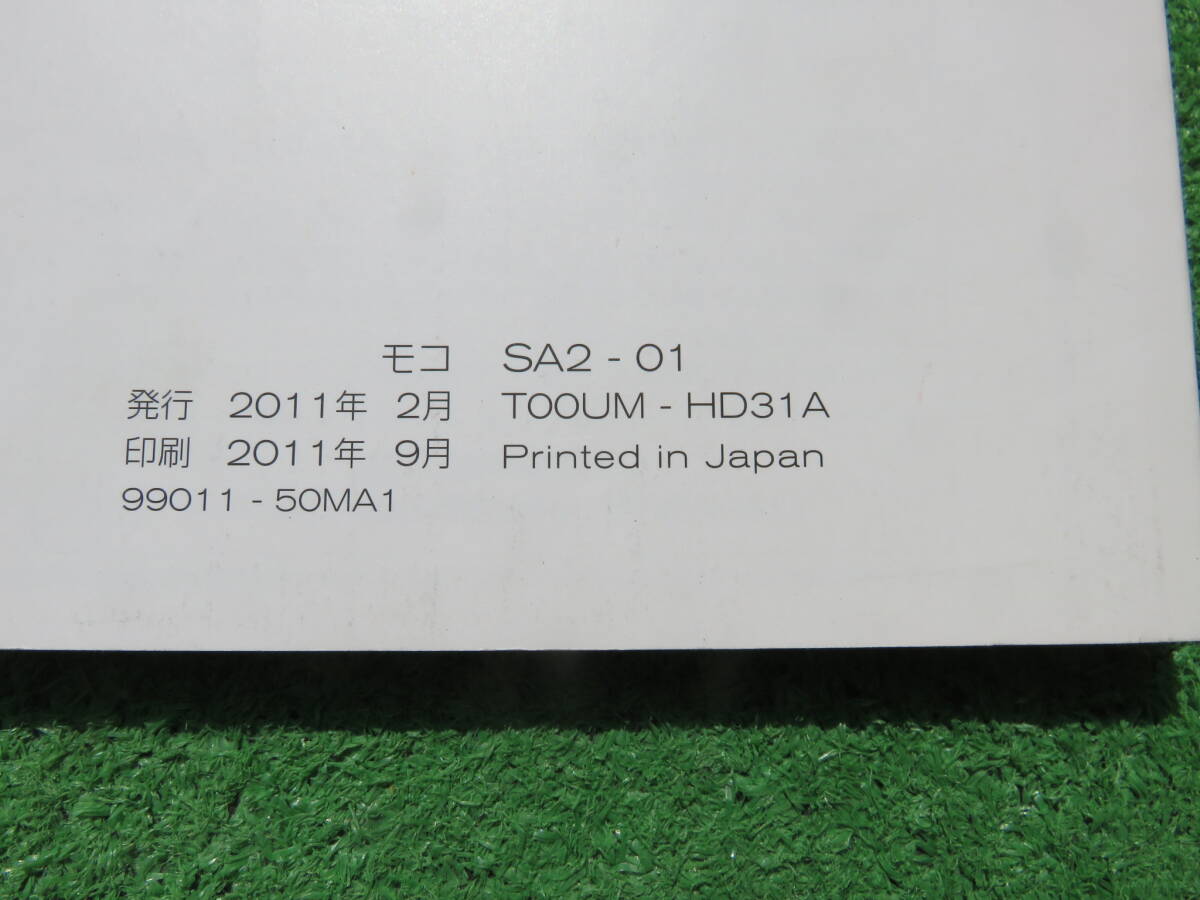 モコ SA2 - 01
発行 2011年 2月 T00UM - HD31A
印刷 2011年 9月 Printed in Japan
99011 - 50MA1